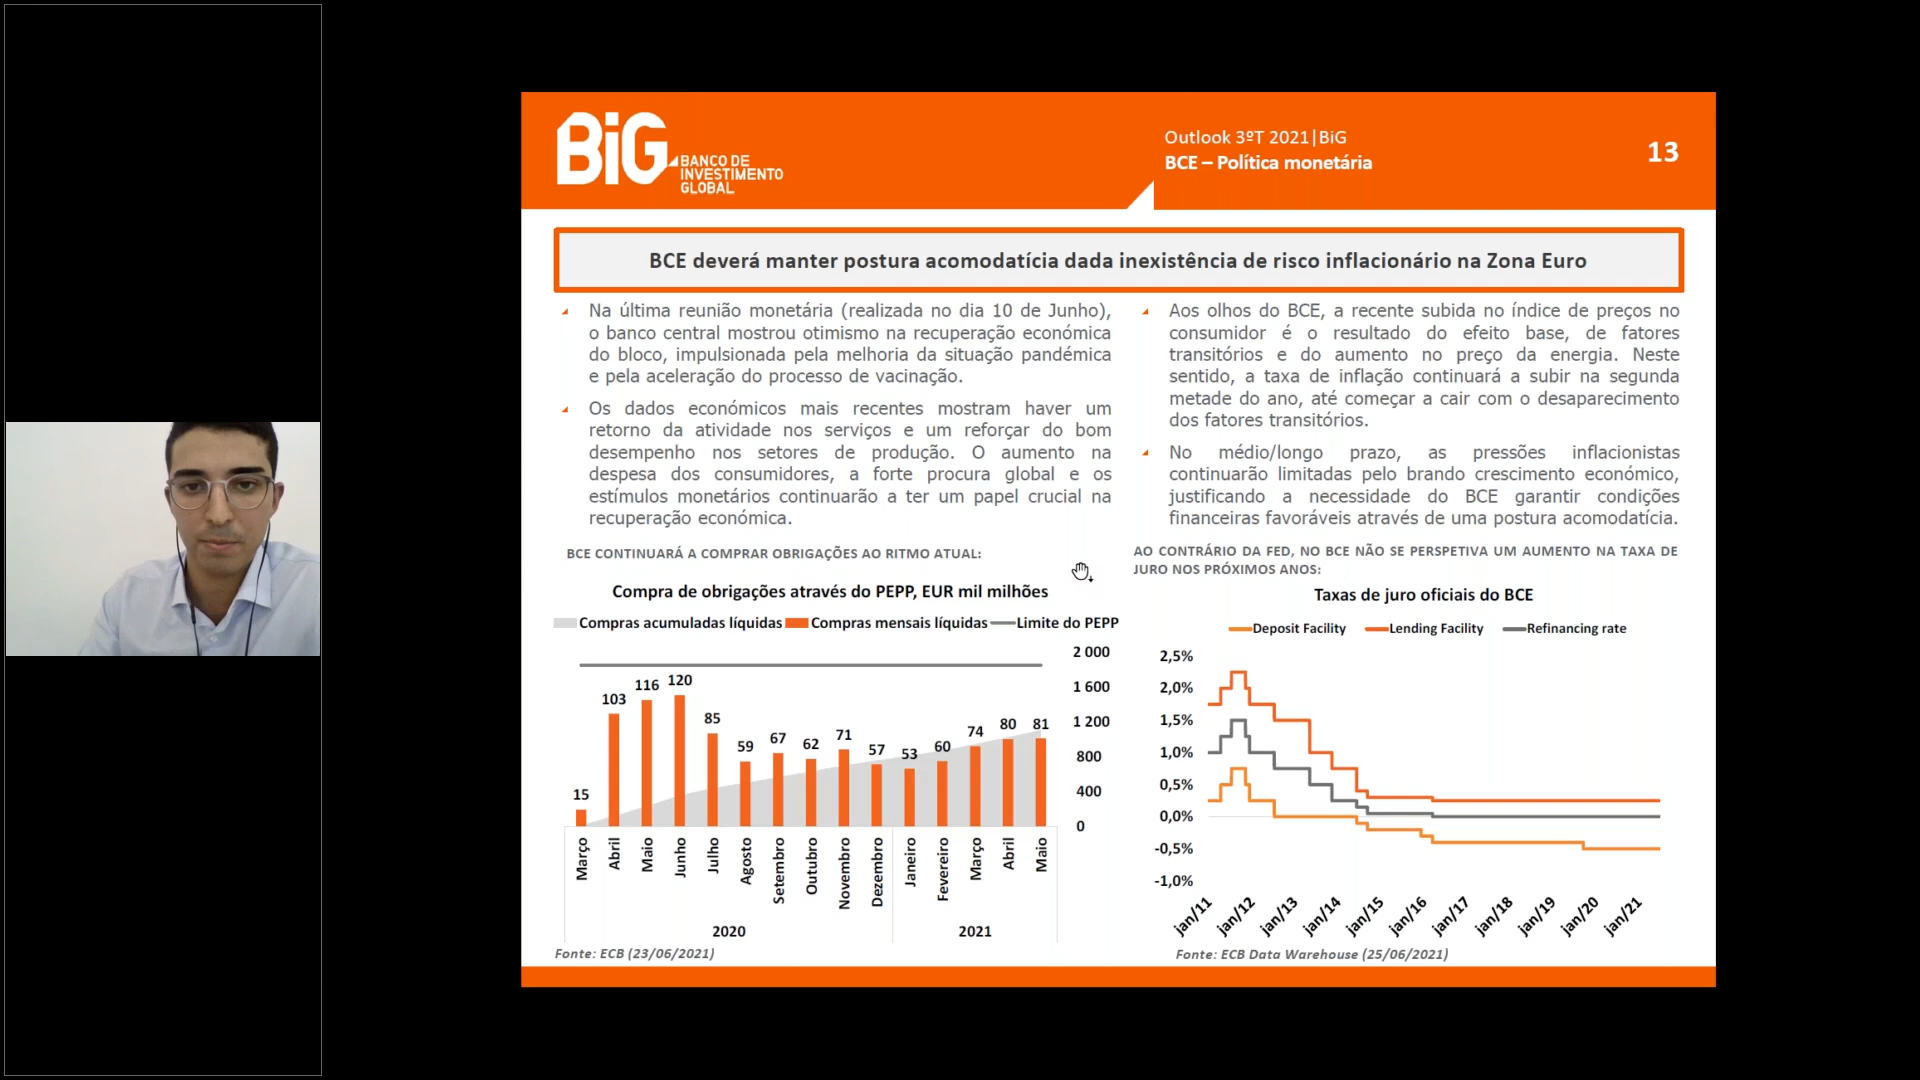 BiG
BANCO DE
INVESTIMENTO
GLOBAL
Outlook 3ºT 2021|BiG
BCE – Política monetária
13
BCE deverá manter postura acomodatícia dada inexistência de risco inflacionário na Zona Euro
Na última reunião monetária (realizada no dia 10 de Junho),
o banco central mostrou otimismo na recuperação económica
do bloco, impulsionada pela melhoria da situação pandémica
e pela aceleração do processo de vacinação.
Os dados económicos mais recentes mostram haver um
retorno da atividade nos serviços e um reforçar do bom
desempenho nos setores de produção. O aumento na
despesa dos consumidores, a forte procura global e os
estímulos monetários continuarão a ter um papel crucial na
recuperação económica.
Aos olhos do BCE, a recente subida no índice de preços no
consumidor é o resultado do efeito base, de fatores
transitórios e do aumento no preço da energia. Neste
sentido, a taxa de inflação continuará a subir na segunda
metade do ano, até começar a cair com o desaparecimento
dos fatores transitórios.
No médio/longo prazo, as pressões inflacionistas
continuarão limitadas pelo brando crescimento económico,
justificando a necessidade do BCE garantir condições
financeiras favoráveis através de uma postura acomodatícia.
BCE CONTINUARÁ A COMPRAR OBRIGAÇÕES AO RITMO ATUAL:
Compra de obrigações através do PEPP, EUR mil milhões
Compras acumuladas líquidas Compras mensais líquidas Limite do PEPP
2 000
1 600
1 200
800
400
0
15 103 116 120 85 59 67 62 71 57 53 60 74 80 81
Março Abril Maio Junho Julho Agosto Setembro Outubro Novembro Dezembro Janeiro Fevereiro Março Abril Maio
2020 2021
Fonte: ECB (23/06/2021)
AO CONTRÁRIO DA FED, NO BCE NÃO SE PERSPETIVA UM AUMENTO NA TAXA DE
JURO NOS PRÓXIMOS ANOS:
Taxas de juro oficiais do BCE
Deposit Facility Lending Facility Refinancing rate
2,5%
2,0%
1,5%
1,0%
0,5%
0,0%
-0,5%
-1,0%
jan/11 jan/12 jan/13 jan/14 jan/15 jan/16 jan/17 jan/18 jan/19 jan/20 jan/21
Fonte: ECB Data Warehouse (25/06/2021)